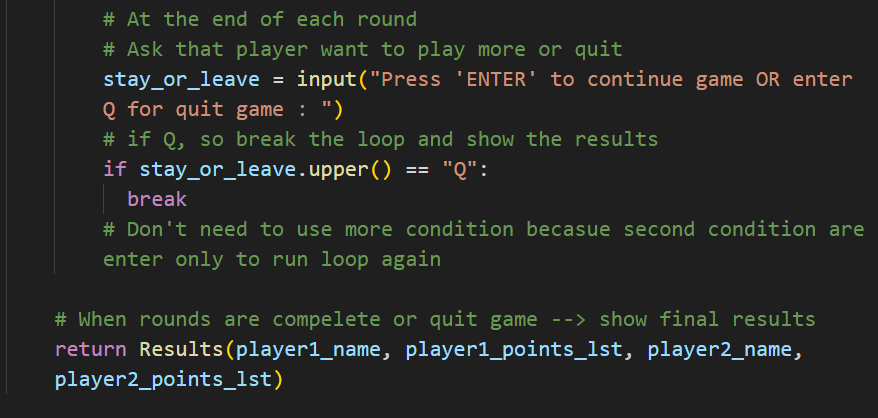 # At the end of each round
# Ask that player want to play more or quit
stay_or_leave = input("Press 'ENTER' to continue game OR enter
Q for quit game : ")
# if Q, so break the loop and show the results
if stay_or_leave.upper() == "Q":
break
# Don't need to use more condition becasue second condition are
enter only to run loop again
# When rounds are compelete or quit game --> show final results
return Results(player1_name, player1_points_lst, player2_name,
player2_points_lst)